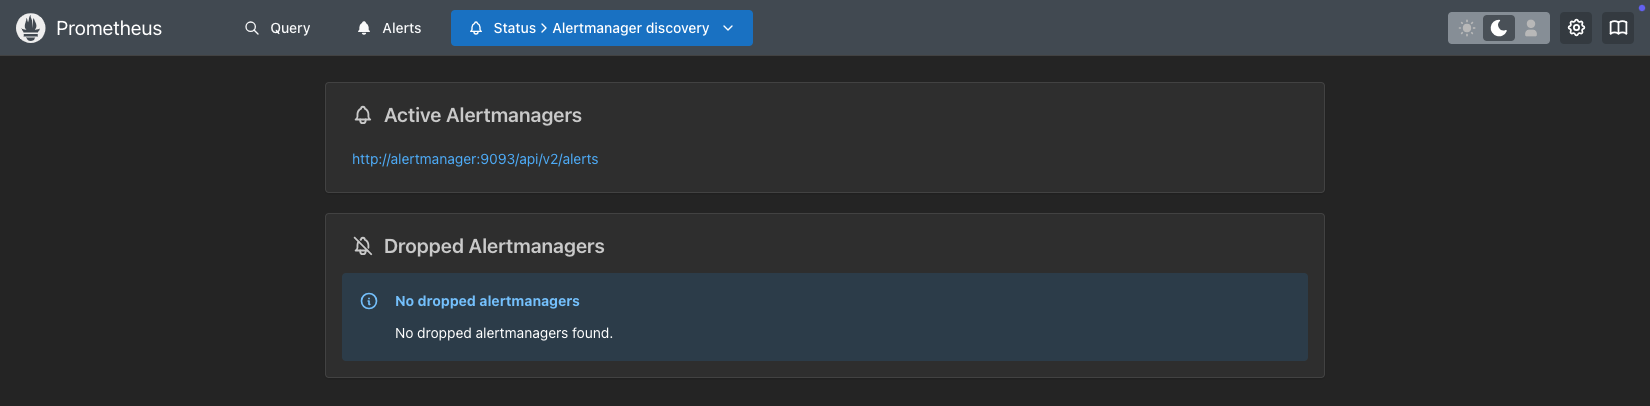 Prometheus
Query
Alerts
Status > Alertmanager discovery
Active Alertmanagers
http://alertmanager:9093/api/v2/alerts
Dropped Alertmanagers
No dropped alertmanagers
No dropped alertmanagers found.